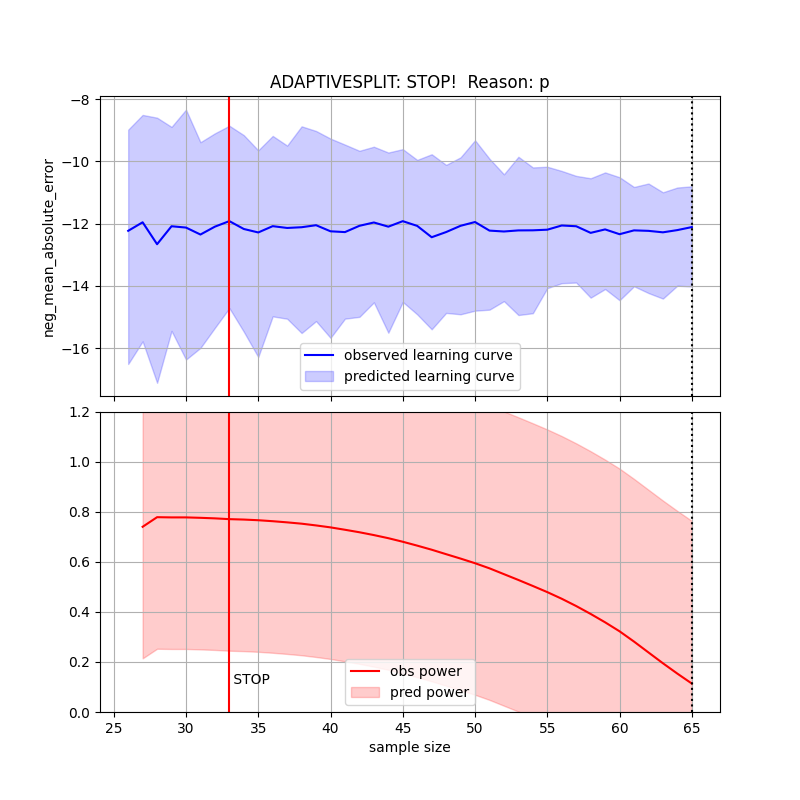 ADAPTIVESPLIT: STOP!  Reason: p
−8
−10
−12
−14
−16
neg_mean_absolute_error
observed learning curve
predicted learning curve
1.2
1.0
0.8
0.6
0.4
0.2
0.0
STOP
obs power
pred power
25 30 35 40 45 50 55 60 65
sample size